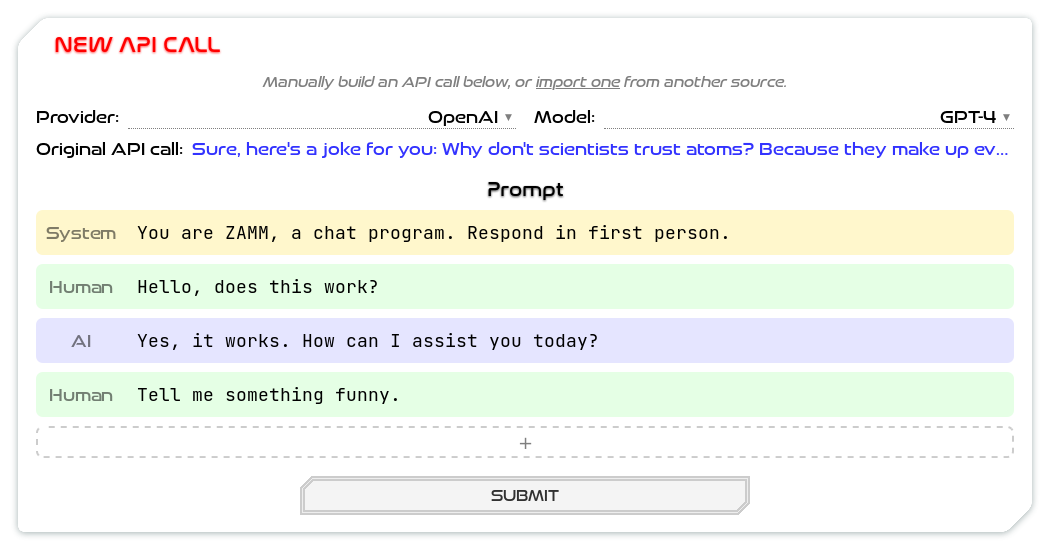 NEW API CALL
Manually build an API call below, or import one from another source.
Provider: OpenAI ▼ Model: GPT-4 ▼
Original API call: Sure, here's a joke for you: Why don't scientists trust atoms? Because they make up ev...
Prompt
System You are ZAMM, a chat program. Respond in first person.
Human Hello, does this work?
AI Yes, it works. How can I assist you today?
Human Tell me something funny.
+
SUBMIT